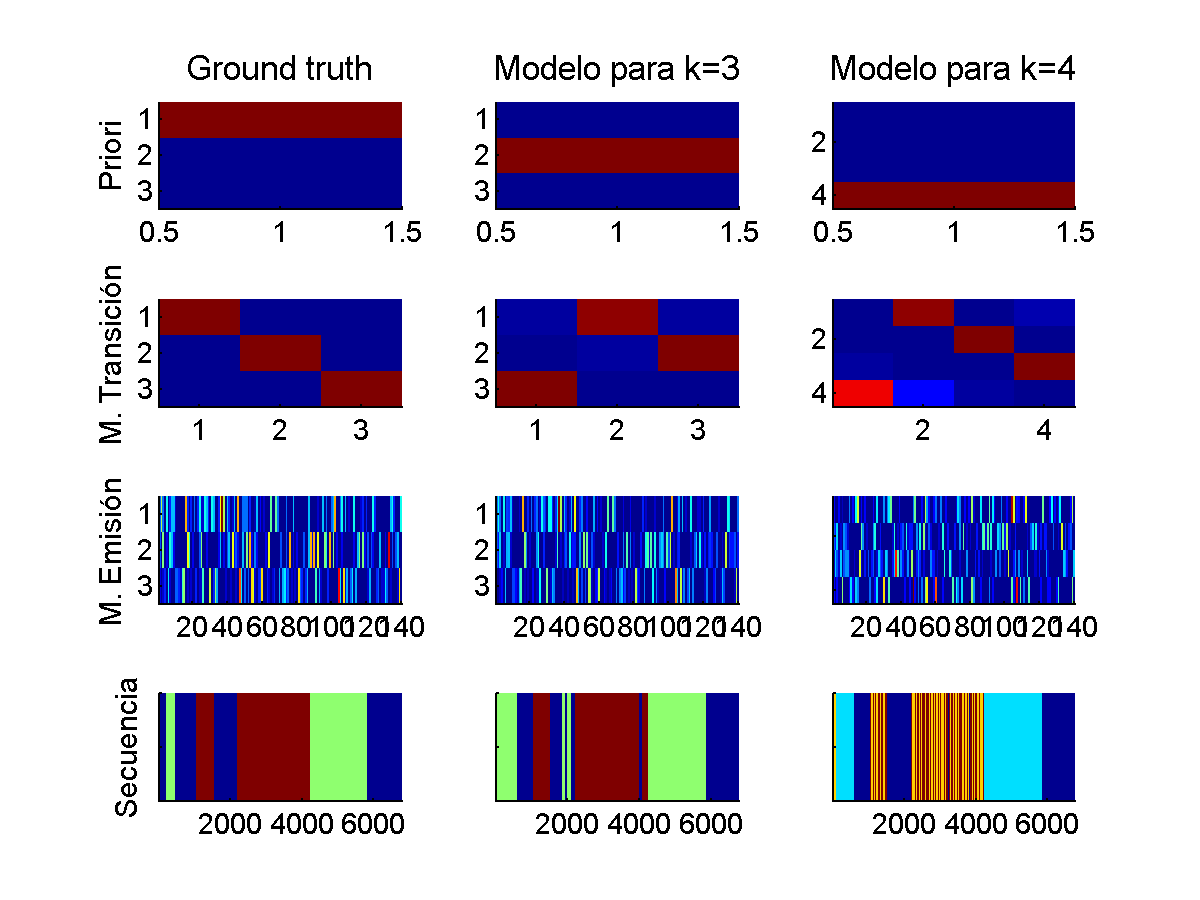 Ground truth Modelo para k=3 Modelo para k=4
Priori
1 1
2 2 2
3 3 4
0.5 1 1.5 0.5 1 1.5 0.5 1 1.5
M. Transición
1 1
2 2 2
3 3 4
1 2 3 1 2 3 2 4
M. Emisión
1 1
2 2
3 3
20 40 60 80 100 120 140 20 40 60 80 100 120 140 20 40 60 80 100 120 140
Secuencia
2000 4000 6000 2000 4000 6000 2000 4000 6000